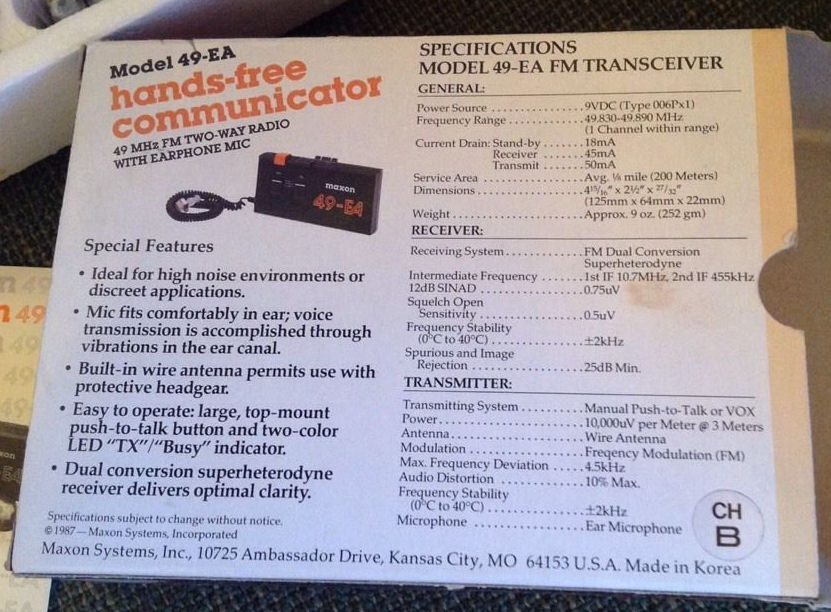 Model 49-EA
hands-free
communicator
49 MHz FM TWO-WAY RADIO
WITH EARPHONE MIC
maxon
49-EA
Special Features
• Ideal for high noise environments or
discreet applications.
• Mic fits comfortably in ear; voice
transmission is accomplished through
vibrations in the ear canal.
• Built-in wire antenna permits use with
protective headgear.
• Easy to operate: large, top-mount
push-to-talk button and two-color
LED "TX"/"Busy" indicator.
• Dual conversion superheterodyne
receiver delivers optimal clarity.
Specifications subject to change without notice.
©1987—Maxon Systems, Incorporated
SPECIFICATIONS
MODEL 49-EA FM TRANSCEIVER
GENERAL:
Power Source ............. 9VDC (Type 006Px1)
Frequency Range ............ 49.830-49.890 MHz
(1 Channel within range)
Current Drain: Stand-by ...... 18mA
Receiver ....... 45mA
Transmit ...... 50mA
Service Area .............. Avg. ⅛ mile (200 Meters)
Dimensions ............... 4 15/16" x 2½" x 27/32"
(125mm x 64mm x 22mm)
Weight ................... Approx. 9 oz. (252 gm)
RECEIVER:
Receiving System ........... FM Dual Conversion
Superheterodyne
Intermediate Frequency ...... 1st IF 10.7MHz, 2nd IF 455kHz
12dB SINAD ............... 0.75uV
Squelch Open
Sensitivity ................ 0.5uV
Frequency Stability
(0°C to 40°C) ............. ±2kHz
Spurious and Image
Rejection ................ 25dB Min.
TRANSMITTER:
Transmitting System ......... Manual Push-to-Talk or VOX
Power .................... 10,000uV per Meter @ 3 Meters
Antenna .................. Wire Antenna
Modulation ............... Freqency Modulation (FM)
Max. Frequency Deviation .... 4.5kHz
Audio Distortion ............ 10% Max.
Frequency Stability
(0°C to 40°C) ............. ±2kHz
Microphone ............... Ear Microphone
CH
B
Maxon Systems, Inc., 10725 Ambassador Drive, Kansas City, MO 64153 U.S.A. Made in Korea
n 49
n 49
49
49
49